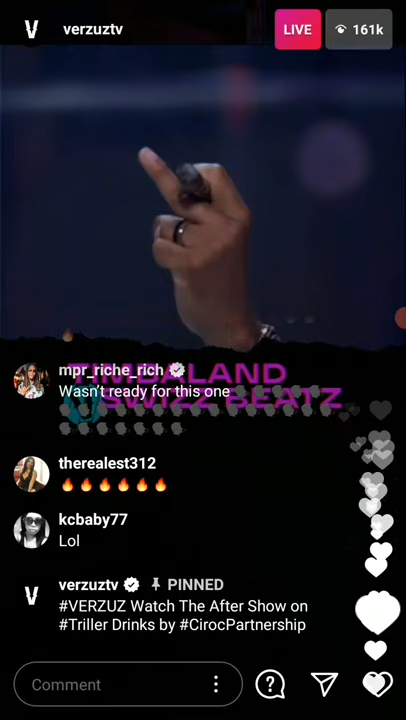 verzuztv
LIVE
161k
mpr_riche_rich
TIMBALAND
Wasn't ready for this one
SWIZZ BEATZ
therealest312
kcbaby77
Lol
verzuztv PINNED
#VERZUZ Watch The After Show on
#Triller Drinks by #CirocPartnership
Comment